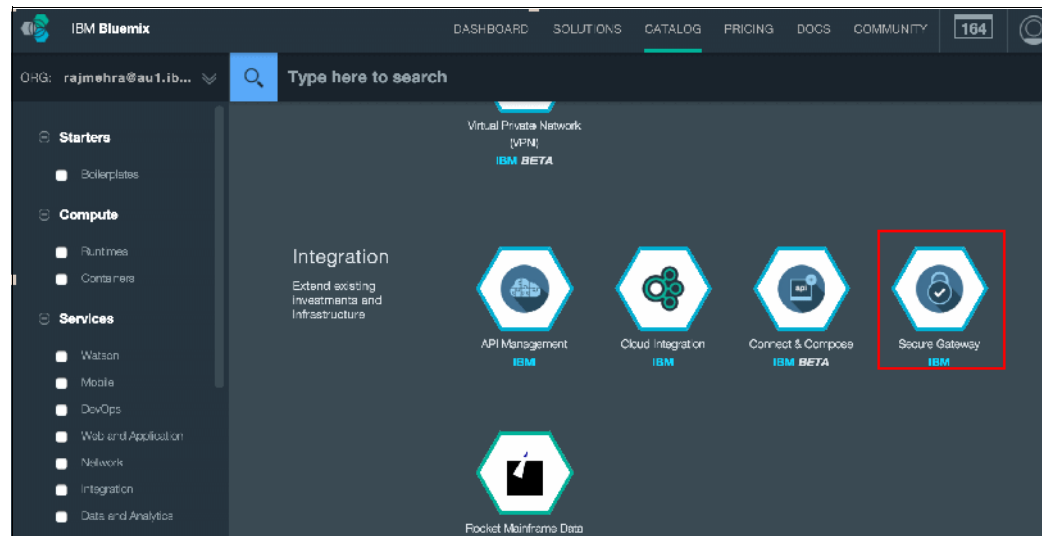 IBM Bluemix
DASHBOARD SOLUTIONS CATALOG PRICING DOCS COMMUNITY 164
ORG: rajmehra@au1.ib... Type here to search
Virtual Private Network
(VPN)
IBM BETA
Starters
Boilerplates
Compute
Runtimes
Containers
Services
Watson
Mobile
DevOps
Web and Application
Network
Integration
Data and Analytics
Integration
Extend existing
investments and
infrastructure
API Management
IBM
Cloud Integration
IBM
api
Connect & Compose
IBM BETA
Secure Gateway
IBM
Rocket Mainframe Data